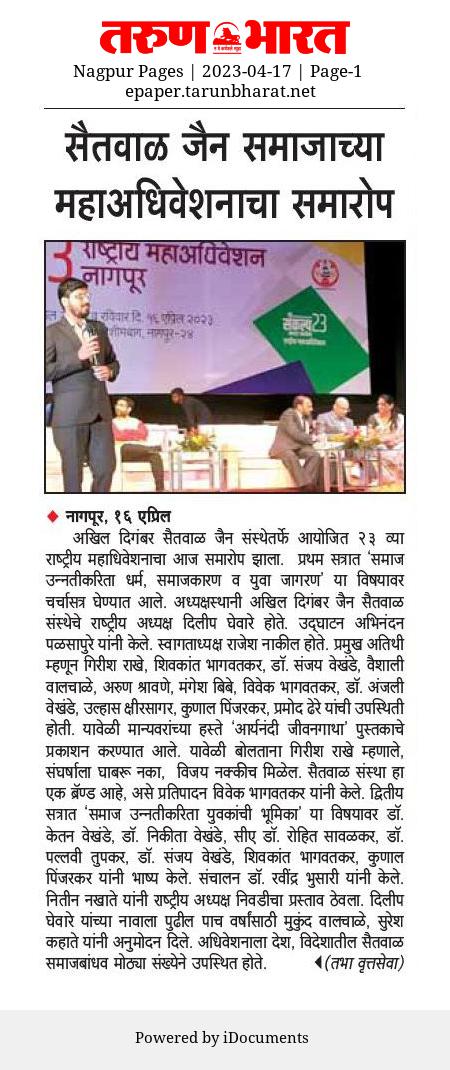 तरुण भारत
Nagpur Pages | 2023-04-17 | Page-1
epaper.tarunbharat.net
सैतवाळ जैन समाजाच्या
महाअधिवेशनाचा समारोप
3 राष्ट्रीय महाअधिवेशन
नागपूर
रविवार दि. १६ एप्रिल २०२३
नागपूर-२४
संकल्प 23
◆ नागपूर, १६ एप्रिल
अखिल दिगंबर सैतवाळ जैन संस्थेतर्फे आयोजित २३ व्या
राष्ट्रीय महाधिवेशनाचा आज समारोप झाला. प्रथम सत्रात ‘समाज
उन्नतीकरिता धर्म, समाजकारण व युवा जागरण’ या विषयावर
चर्चासत्र घेण्यात आले. अध्यक्षस्थानी अखिल दिगंबर जैन सैतवाळ
संस्थेचे राष्ट्रीय अध्यक्ष दिलीप घेवारे होते. उद्घाटन अभिनंदन
पळसापुरे यांनी केले. स्वागताध्यक्ष राजेश नाकील होते. प्रमुख अतिथी
म्हणून गिरीश राखे, शिवकांत भागवतकर, डॉ. संजय वेखंडे, वैशाली
वालचाळे, अरुण श्रावणे, मंगेश बिबे, विवेक भागवतकर, डॉ. अंजली
वेखंडे, उल्हास क्षीरसागर, कुणाल पिंजरकर, प्रमोद ढेरे यांची उपस्थिती
होती. यावेळी मान्यवरांच्या हस्ते ‘आर्यनंदी जीवनगाथा’ पुस्तकाचे
प्रकाशन करण्यात आले. यावेळी बोलताना गिरीश राखे म्हणाले,
संघर्षाला घाबरू नका, विजय नक्कीच मिळेल. सैतवाळ संस्था हा
एक ब्रॅण्ड आहे, असे प्रतिपादन विवेक भागवतकर यांनी केले. द्वितीय
सत्रात ‘समाज उन्नतीकरिता युवकांची भूमिका’ या विषयावर डॉ.
केतन वेखंडे, डॉ. निकीता वेखंडे, सीए डॉ. रोहित सावळकर, डॉ.
पल्लवी तुपकर, डॉ. संजय वेखंडे, शिवकांत भागवतकर, कुणाल
पिंजरकर यांनी भाष्य केले. संचालन डॉ. रवींद्र भुसारी यांनी केले.
नितीन नखाते यांनी राष्ट्रीय अध्यक्ष निवडीचा प्रस्ताव ठेवला. दिलीप
घेवारे यांच्या नावाला पुढील पाच वर्षांसाठी मुकुंद वालचाळे, सुरेश
कहाते यांनी अनुमोदन दिले. अधिवेशनाला देश, विदेशातील सैतवाळ
समाजबांधव मोठ्या संख्येने उपस्थित होते. ◀(तभा वृत्तसेवा)
Powered by iDocuments